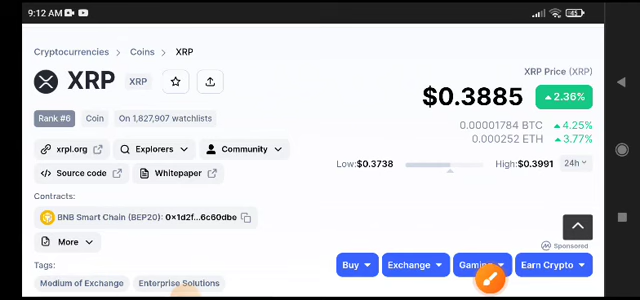 9:12 AM
Cryptocurrencies > Coins > XRP
XRP XRP
XRP Price (XRP)
$0.3885 2.36%
Rank #6 Coin On 1,827,907 watchlists
0.00001784 BTC 4.25%
0.000252 ETH 3.77%
xrpl.org Explorers Community
Low: $0.3738 High: $0.3991 24h
Source code Whitepaper
Contracts:
BNB Smart Chain (BEP20): 0x1d2f...6c60dbe
More
Sponsored
Buy Exchange Gaming Earn Crypto
Tags:
Medium of Exchange Enterprise Solutions